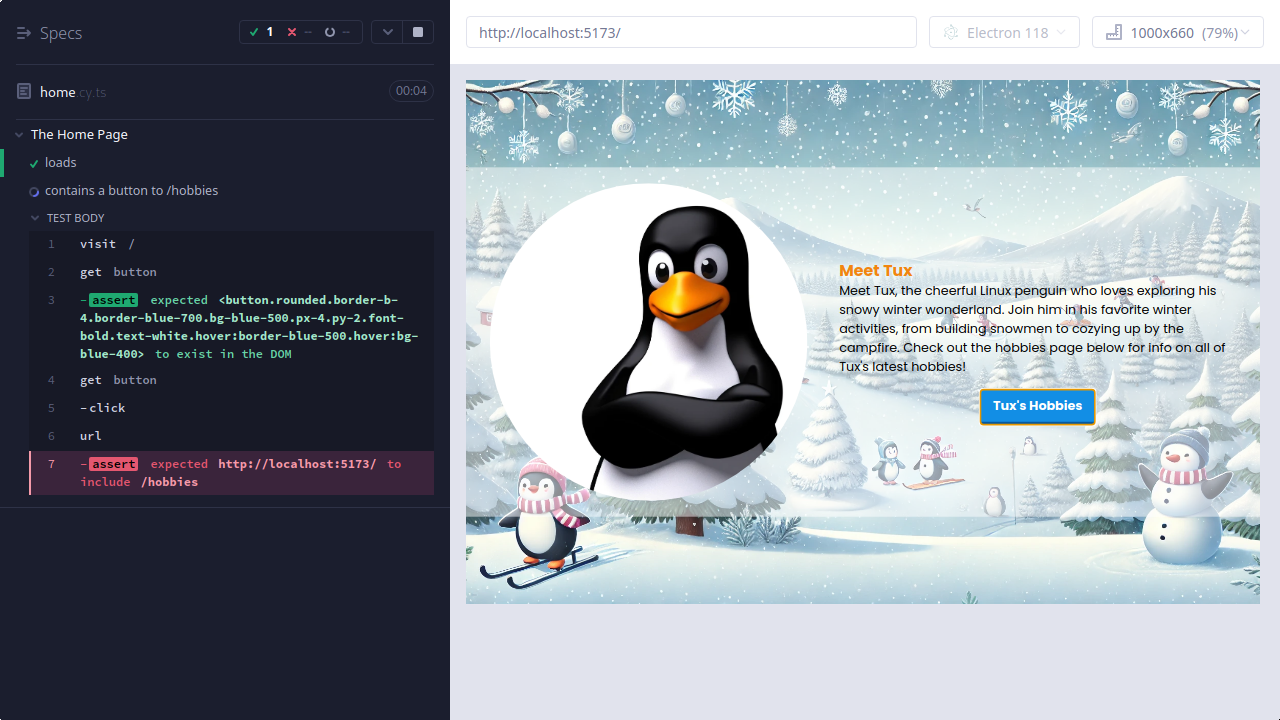 Specs
1
--
--
home.cy.ts
00:04
The Home Page
loads
contains a button to /hobbies
TEST BODY
1 visit /
2 get button
3 -assert expected <button.rounded.border-b-
4.border-blue-700.bg-blue-500.px-4.py-2.font-
bold.text-white.hover:border-blue-500.hover:bg-
blue-400> to exist in the DOM
4 get button
5 -click
6 url
7 -assert expected http://localhost:5173/ to
include /hobbies
http://localhost:5173/
Electron 118
1000x660 (79%)
Meet Tux
Meet Tux, the cheerful Linux penguin who loves exploring his
snowy winter wonderland. Join him in his favorite winter
activities, from building snowmen to cozying up by the
campfire. Check out the hobbies page below for info on all of
Tux's latest hobbies!
Tux's Hobbies